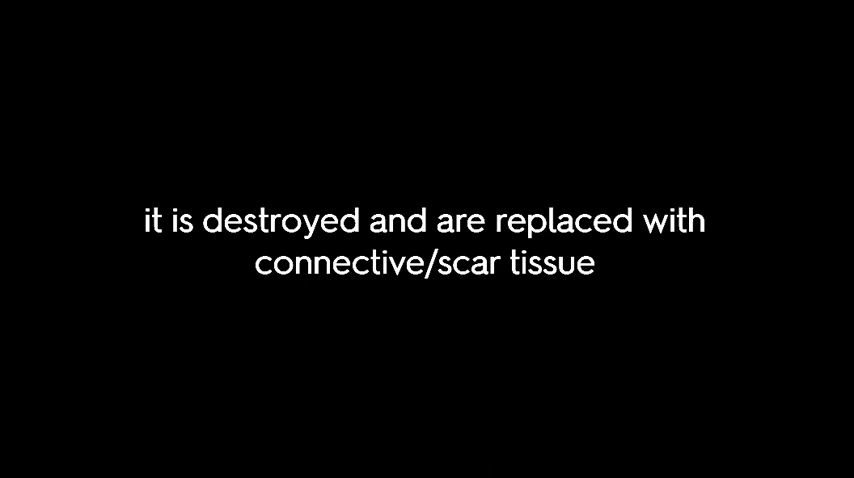 it is destroyed and are replaced with
connective/scar tissue